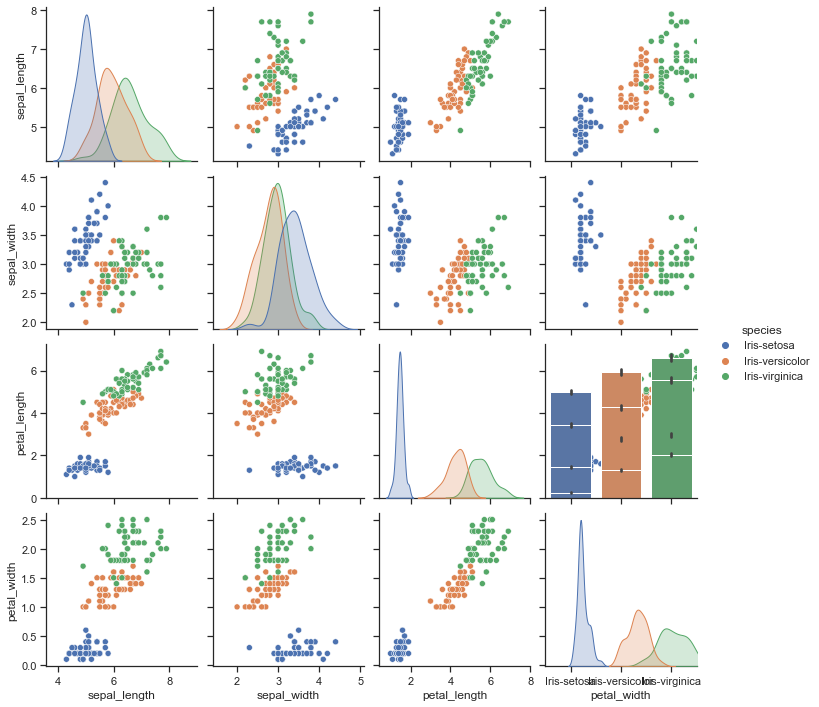 8
7
6
5
sepal_length
4.5
4.0
3.5
3.0
2.5
2.0
sepal_width
species
Iris-setosa
Iris-versicolor
Iris-virginica
6
4
2
0
petal_length
2.5
2.0
1.5
1.0
0.5
0.0
petal_width
4 6 8
2 3 4 5
2 4 6 8
Iris-setosa Iris-versicolor Iris-virginica
sepal_length sepal_width petal_length petal_width